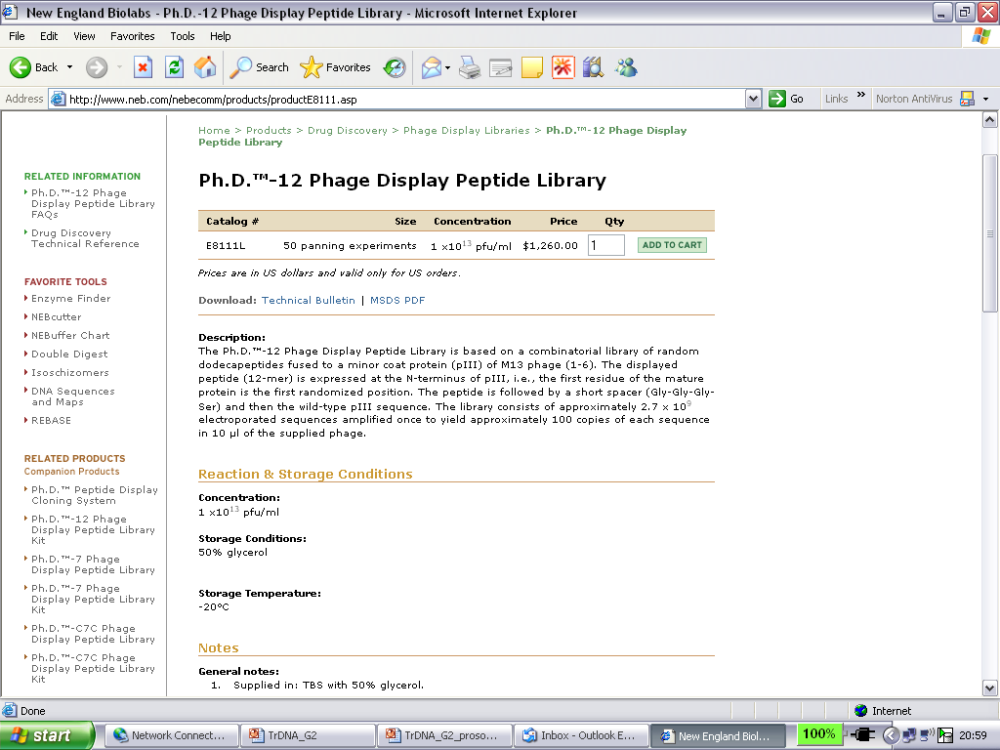 New England Biolabs - Ph.D.-12 Phage Display Peptide Library - Microsoft Internet Explorer
File Edit View Favorites Tools Help
Back Search Favorites
Address http://www.neb.com/nebecomm/products/productE8111.asp Go Links » Norton AntiVirus
Home > Products > Drug Discovery > Phage Display Libraries > Ph.D.™-12 Phage Display
Peptide Library
Ph.D.™-12 Phage Display Peptide Library
Catalog # Size Concentration Price Qty
E8111L 50 panning experiments 1 x10¹³ pfu/ml $1,260.00 1 ADD TO CART
Prices are in US dollars and valid only for US orders.
Download: Technical Bulletin | MSDS PDF
Description:
The Ph.D.™-12 Phage Display Peptide Library is based on a combinatorial library of random
dodecapeptides fused to a minor coat protein (pIII) of M13 phage (1-6). The displayed
peptide (12-mer) is expressed at the N-terminus of pIII, i.e., the first residue of the mature
protein is the first randomized position. The peptide is followed by a short spacer (Gly-Gly-Gly-
Ser) and then the wild-type pIII sequence. The library consists of approximately 2.7 x 10⁹
electroporated sequences amplified once to yield approximately 100 copies of each sequence
in 10 µl of the supplied phage.
Reaction & Storage Conditions
Concentration:
1 x10¹³ pfu/ml
Storage Conditions:
50% glycerol
Storage Temperature:
-20°C
Notes
General notes:
1. Supplied in: TBS with 50% glycerol.
RELATED INFORMATION
Ph.D.™-12 Phage
Display Peptide Library
FAQs
Drug Discovery
Technical Reference
FAVORITE TOOLS
Enzyme Finder
NEBcutter
NEBuffer Chart
Double Digest
Isoschizomers
DNA Sequences
and Maps
REBASE
RELATED PRODUCTS
Companion Products
Ph.D.™ Peptide Display
Cloning System
Ph.D.™-12 Phage
Display Peptide Library
Kit
Ph.D.™-7 Phage
Display Peptide Library
Ph.D.™-7 Phage
Display Peptide Library
Kit
Ph.D.™-C7C Phage
Display Peptide Library
Ph.D.™-C7C Phage
Display Peptide Library
Kit
Done Internet
start Network Connect... TrDNA_G2 TrDNA_G2_proso... Inbox - Outlook E... New England Biol... 100% 20:59